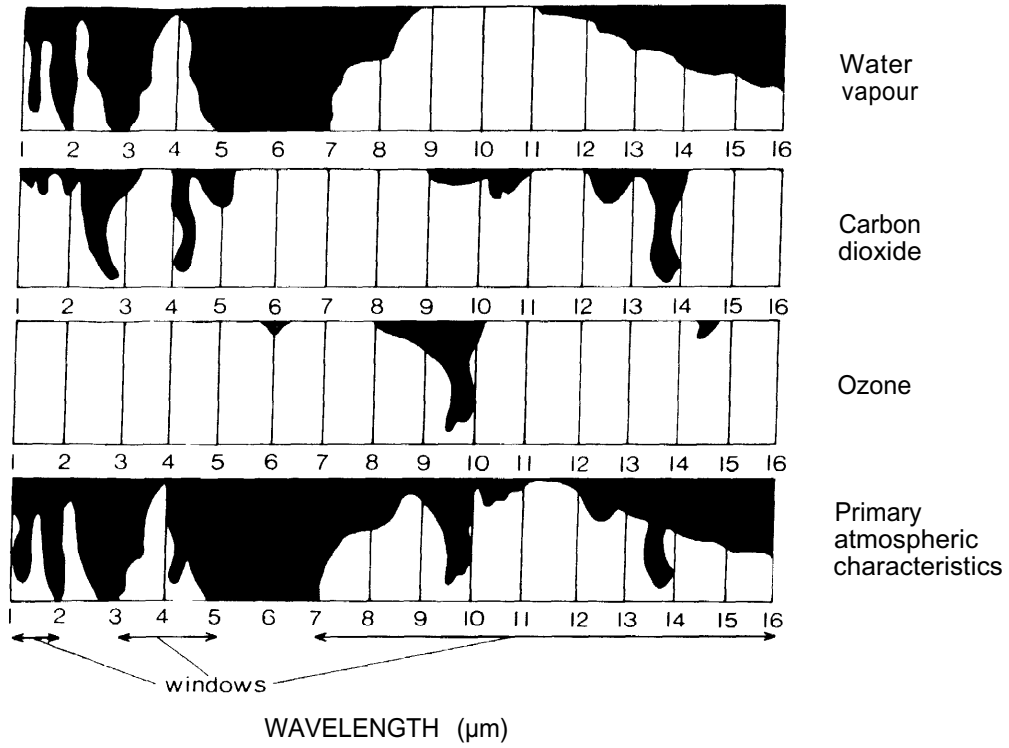 Water
vapour
1 2 3 4 5 6 7 8 9 10 11 12 13 14 15 16
Carbon
dioxide
1 2 3 4 5 6 7 8 9 10 11 12 13 14 15 16
Ozone
1 2 3 4 5 6 7 8 9 10 11 12 13 14 15 16
Primary
atmospheric
characteristics
1 2 3 4 5 6 7 8 9 10 11 12 13 14 15 16
windows
WAVELENGTH (µm)